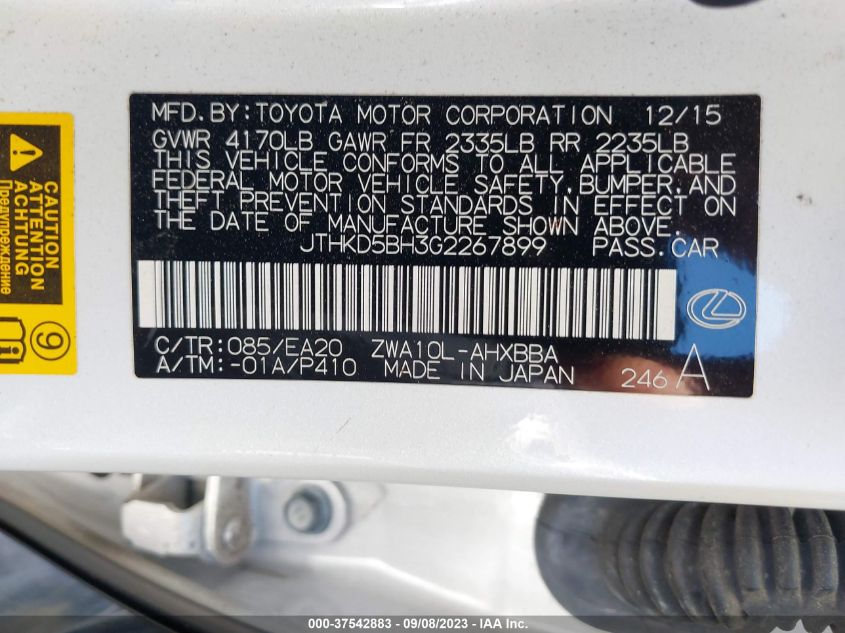 MFD.BY:TOYOTA MOTOR CORPORATION 12/15
GVWR 4170LB GAWR FR 2335LB RR 2235LB
THIS VEHICLE CONFORMS TO ALL APPLICABLE
FEDERAL MOTOR VEHICLE SAFETY,BUMPER,AND
THEFT PREVENTION STANDARDS IN EFFECT ON
THE DATE OF MANUFACTURE SHOWN ABOVE.
JTHKD5BH3G2267899 PASS.CAR
C/TR:085/EA20 ZWA10L-AHXBBA
A/TM:-01A/P410 MADE IN JAPAN
246 A
CAUTION
ATTENTION
ACHTUNG
Предупреждение
9
000-37542883 - 09/08/2023 - IAAI Inc.